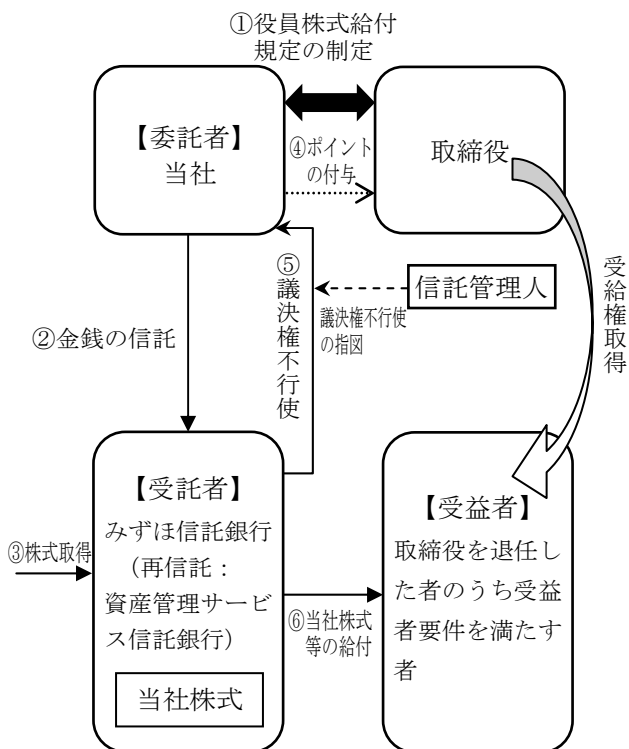 ①役員株式給付
規定の制定
【委託者】
当社
④ポイント
の付与
取締役
②金銭の信託
⑤議決権不行使
信託管理人
議決権不行使
の指図
受給権取得
③株式取得
【受託者】
みずほ信託銀行
（再信託：
資産管理サービ
ス信託銀行）
当社株式
⑥当社株式
等の給付
【受益者】
取締役を退任し
た者のうち受益
者要件を満たす
者